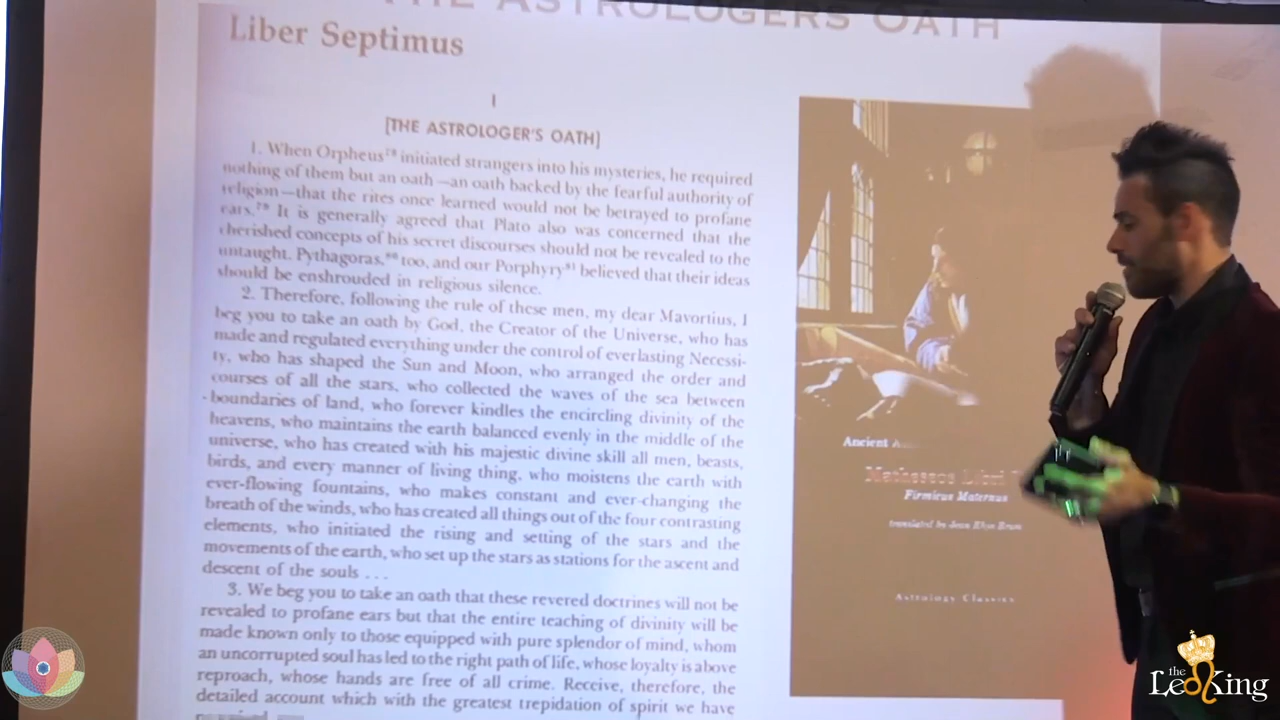 THE ASTROLOGERS OATH
Liber Septimus
I
[THE ASTROLOGER'S OATH]
1. When Orpheus⁷⁸ initiated strangers into his mysteries, he required
nothing of them but an oath—an oath backed by the fearful authority of
religion—that the rites once learned would not be betrayed to profane
ears.⁷⁹ It is generally agreed that Plato also was concerned that the
cherished concepts of his secret discourses should not be revealed to the
untaught. Pythagoras,⁸⁰ too, and our Porphyry⁸¹ believed that their ideas
should be enshrouded in religious silence.
2. Therefore, following the rule of these men, my dear Mavortius, I
beg you to take an oath by God, the Creator of the Universe, who has
made and regulated everything under the control of everlasting Necessi-
ty, who has shaped the Sun and Moon, who arranged the order and
courses of all the stars, who collected the waves of the sea between
boundaries of land, who forever kindles the encircling divinity of the
heavens, who maintains the earth balanced evenly in the middle of the
universe, who has created with his majestic divine skill all men, beasts,
birds, and every manner of living thing, who moistens the earth with
ever-flowing fountains, who makes constant and ever-changing the
breath of the winds, who has created all things out of the four contrasting
elements, who initiated the rising and setting of the stars and the
movements of the earth, who set up the stars as stations for the ascent and
descent of the souls . . .
3. We beg you to take an oath that these revered doctrines will not be
revealed to profane ears but that the entire teaching of divinity will be
made known only to those equipped with pure splendor of mind, whom
an uncorrupted soul has led to the right path of life, whose loyalty is above
reproach, whose hands are free of all crime. Receive, therefore, the
detailed account which with the greatest trepidation of spirit we have
Ancient
Matheseos Libri
Firmicus Maternus
translated by Jean Rhys Bram
Astrology Classics
the
LeoKing